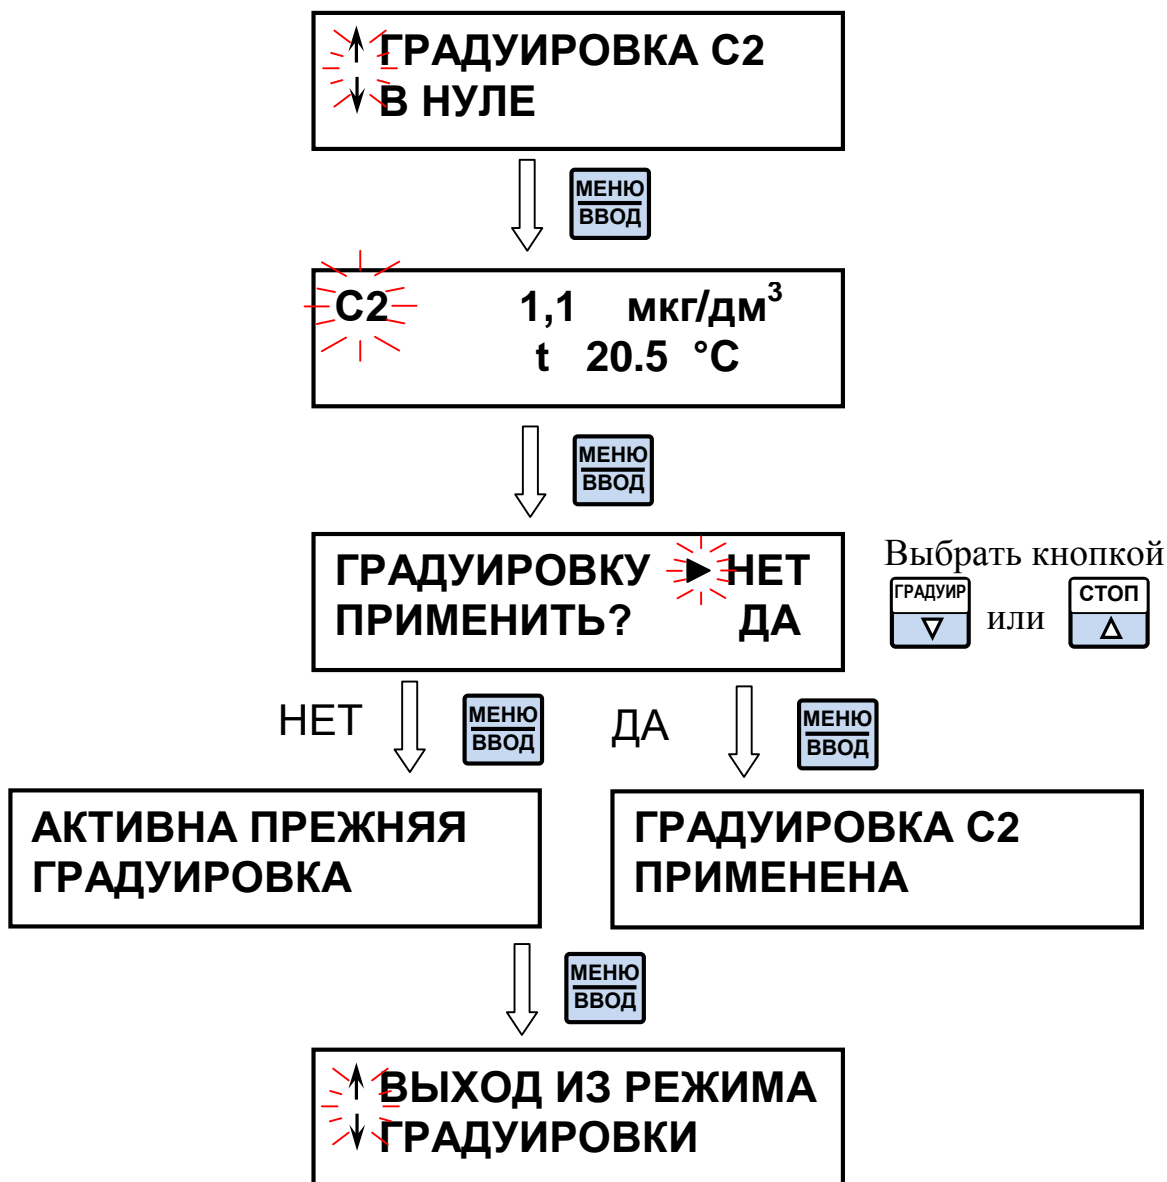 ГРАДУИРОВКА С2
В НУЛЕ
МЕНЮ
ВВОД
С2 1,1 мкг/дм³
t 20.5 °С
МЕНЮ
ВВОД
ГРАДУИРОВКУ ► НЕТ
ПРИМЕНИТЬ? ДА
Выбрать кнопкой
ГРАДУИР
или
СТОП
НЕТ
МЕНЮ
ВВОД
ДА
МЕНЮ
ВВОД
АКТИВНА ПРЕЖНЯЯ
ГРАДУИРОВКА
ГРАДУИРОВКА С2
ПРИМЕНЕНА
МЕНЮ
ВВОД
ВЫХОД ИЗ РЕЖИМА
ГРАДУИРОВКИ